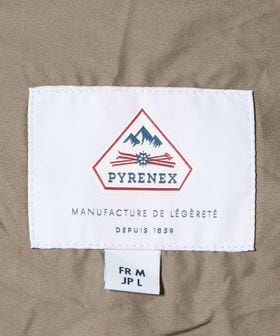 PYRENEX
MANUFACTURE DE LÉGÈRETÉ
DEPUIS 1859
FR M
JP L